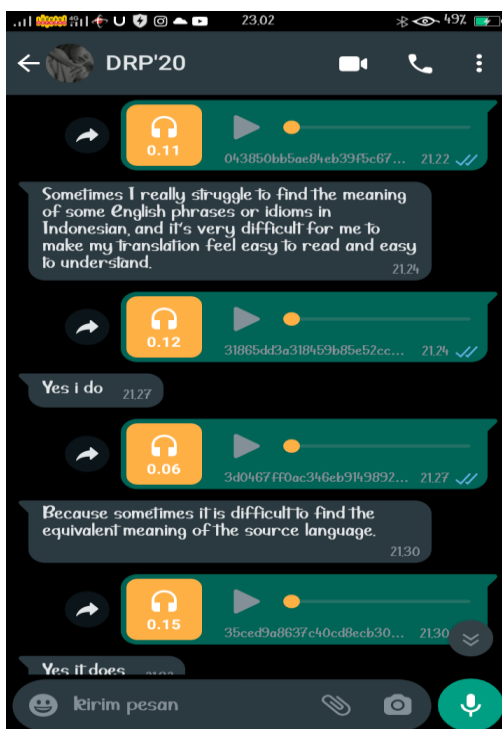 23.02
49%
DRP'20
0.11
043850bb5ae84eb39f5c67... 21.22
Sometimes I really struggle to find the meaning
of some English phrases or idioms in
Indonesian, and it's very difficult for me to
make my translation feel easy to read and easy
to understand.
21.24
0.12
31865dd3a318459b85e52cc... 21.24
Yes i do 21.27
0.06
3d0467ff0ac346eb9149892... 21.27
Because sometimes it is difficult to find the
equivalent meaning of the source language.
21.30
0.15
35ced9a8637c40cd8ecb30... 21.30
Yes it does
Kirim pesan